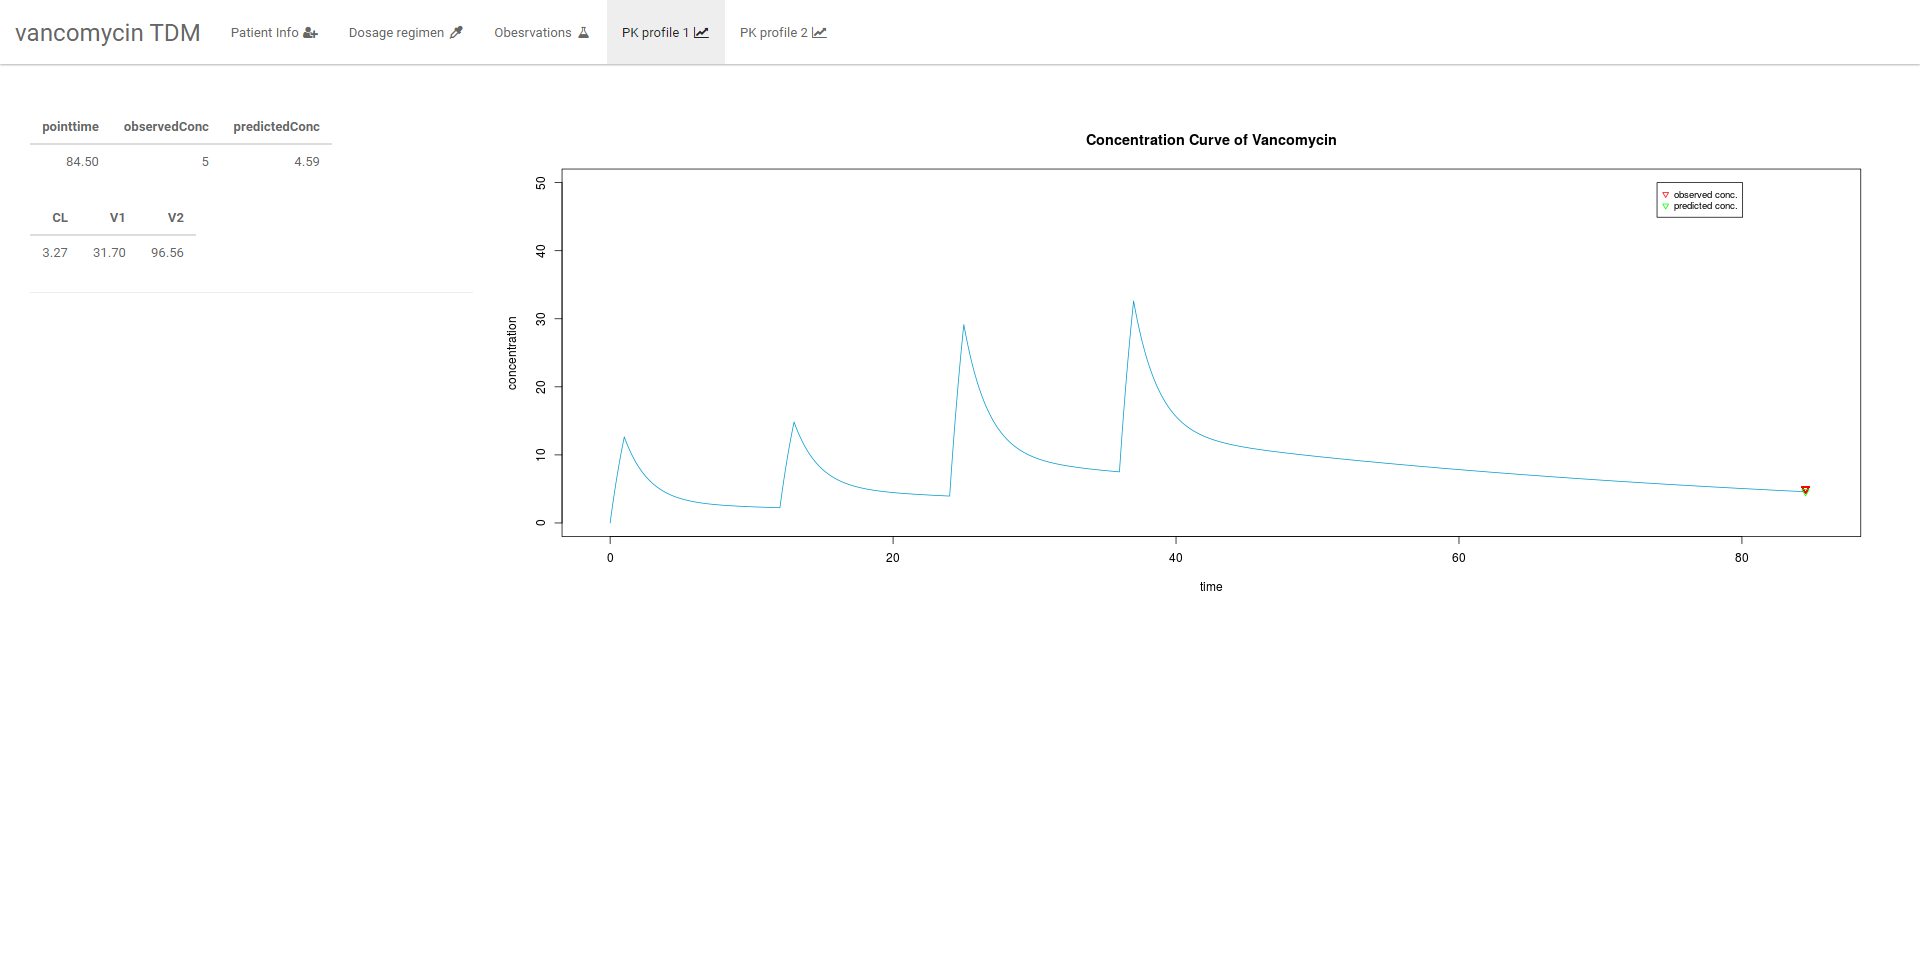 vancomycin TDM Patient Info Dosage regimen Obesrvations PK profile 1 PK profile 2
pointtime observedConc predictedConc
84.50 5 4.59
CL V1 V2
3.27 31.70 96.56
Concentration Curve of Vancomycin
observed conc.
predicted conc.
50
40
30
20
10
0
concentration
0 20 40 60 80
time